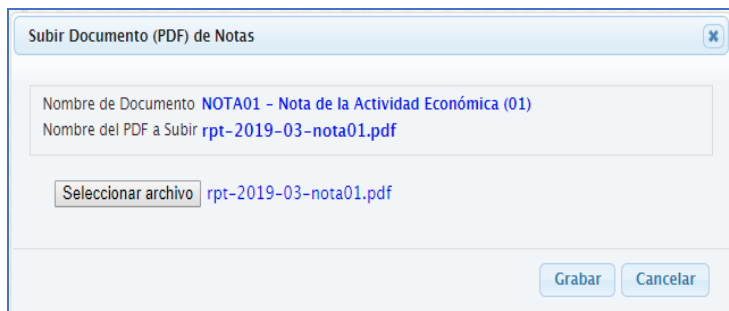 Subir Documento (PDF) de Notas
Nombre de Documento NOTA01 - Nota de la Actividad Económica (01)
Nombre del PDF a Subir rpt-2019-03-nota01.pdf
Seleccionar archivo rpt-2019-03-nota01.pdf
Grabar Cancelar